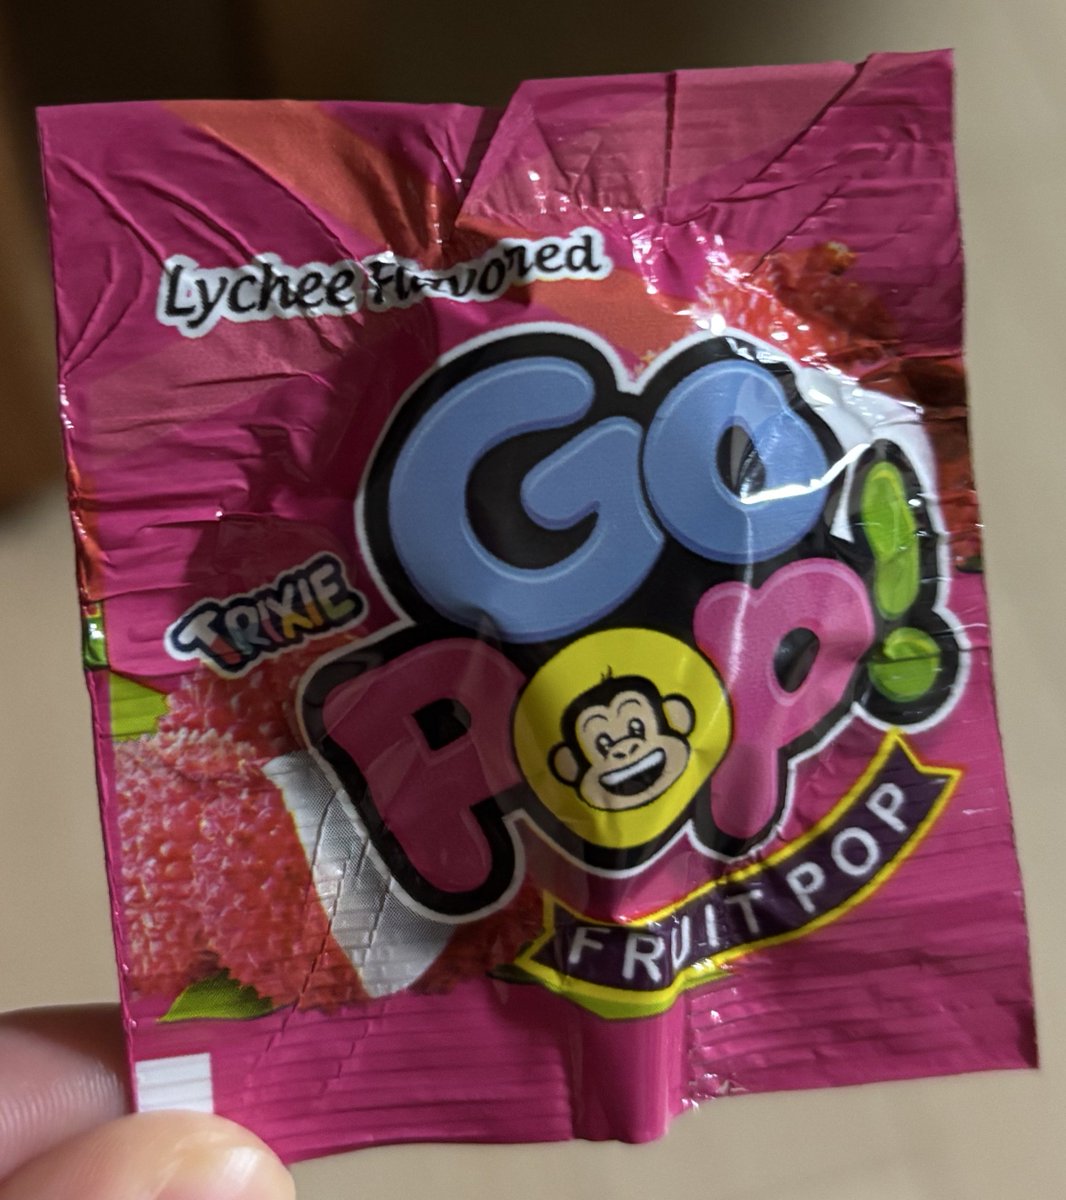 Lychee Flavored
TRIXIE
GO
POP!
FRUIT POP